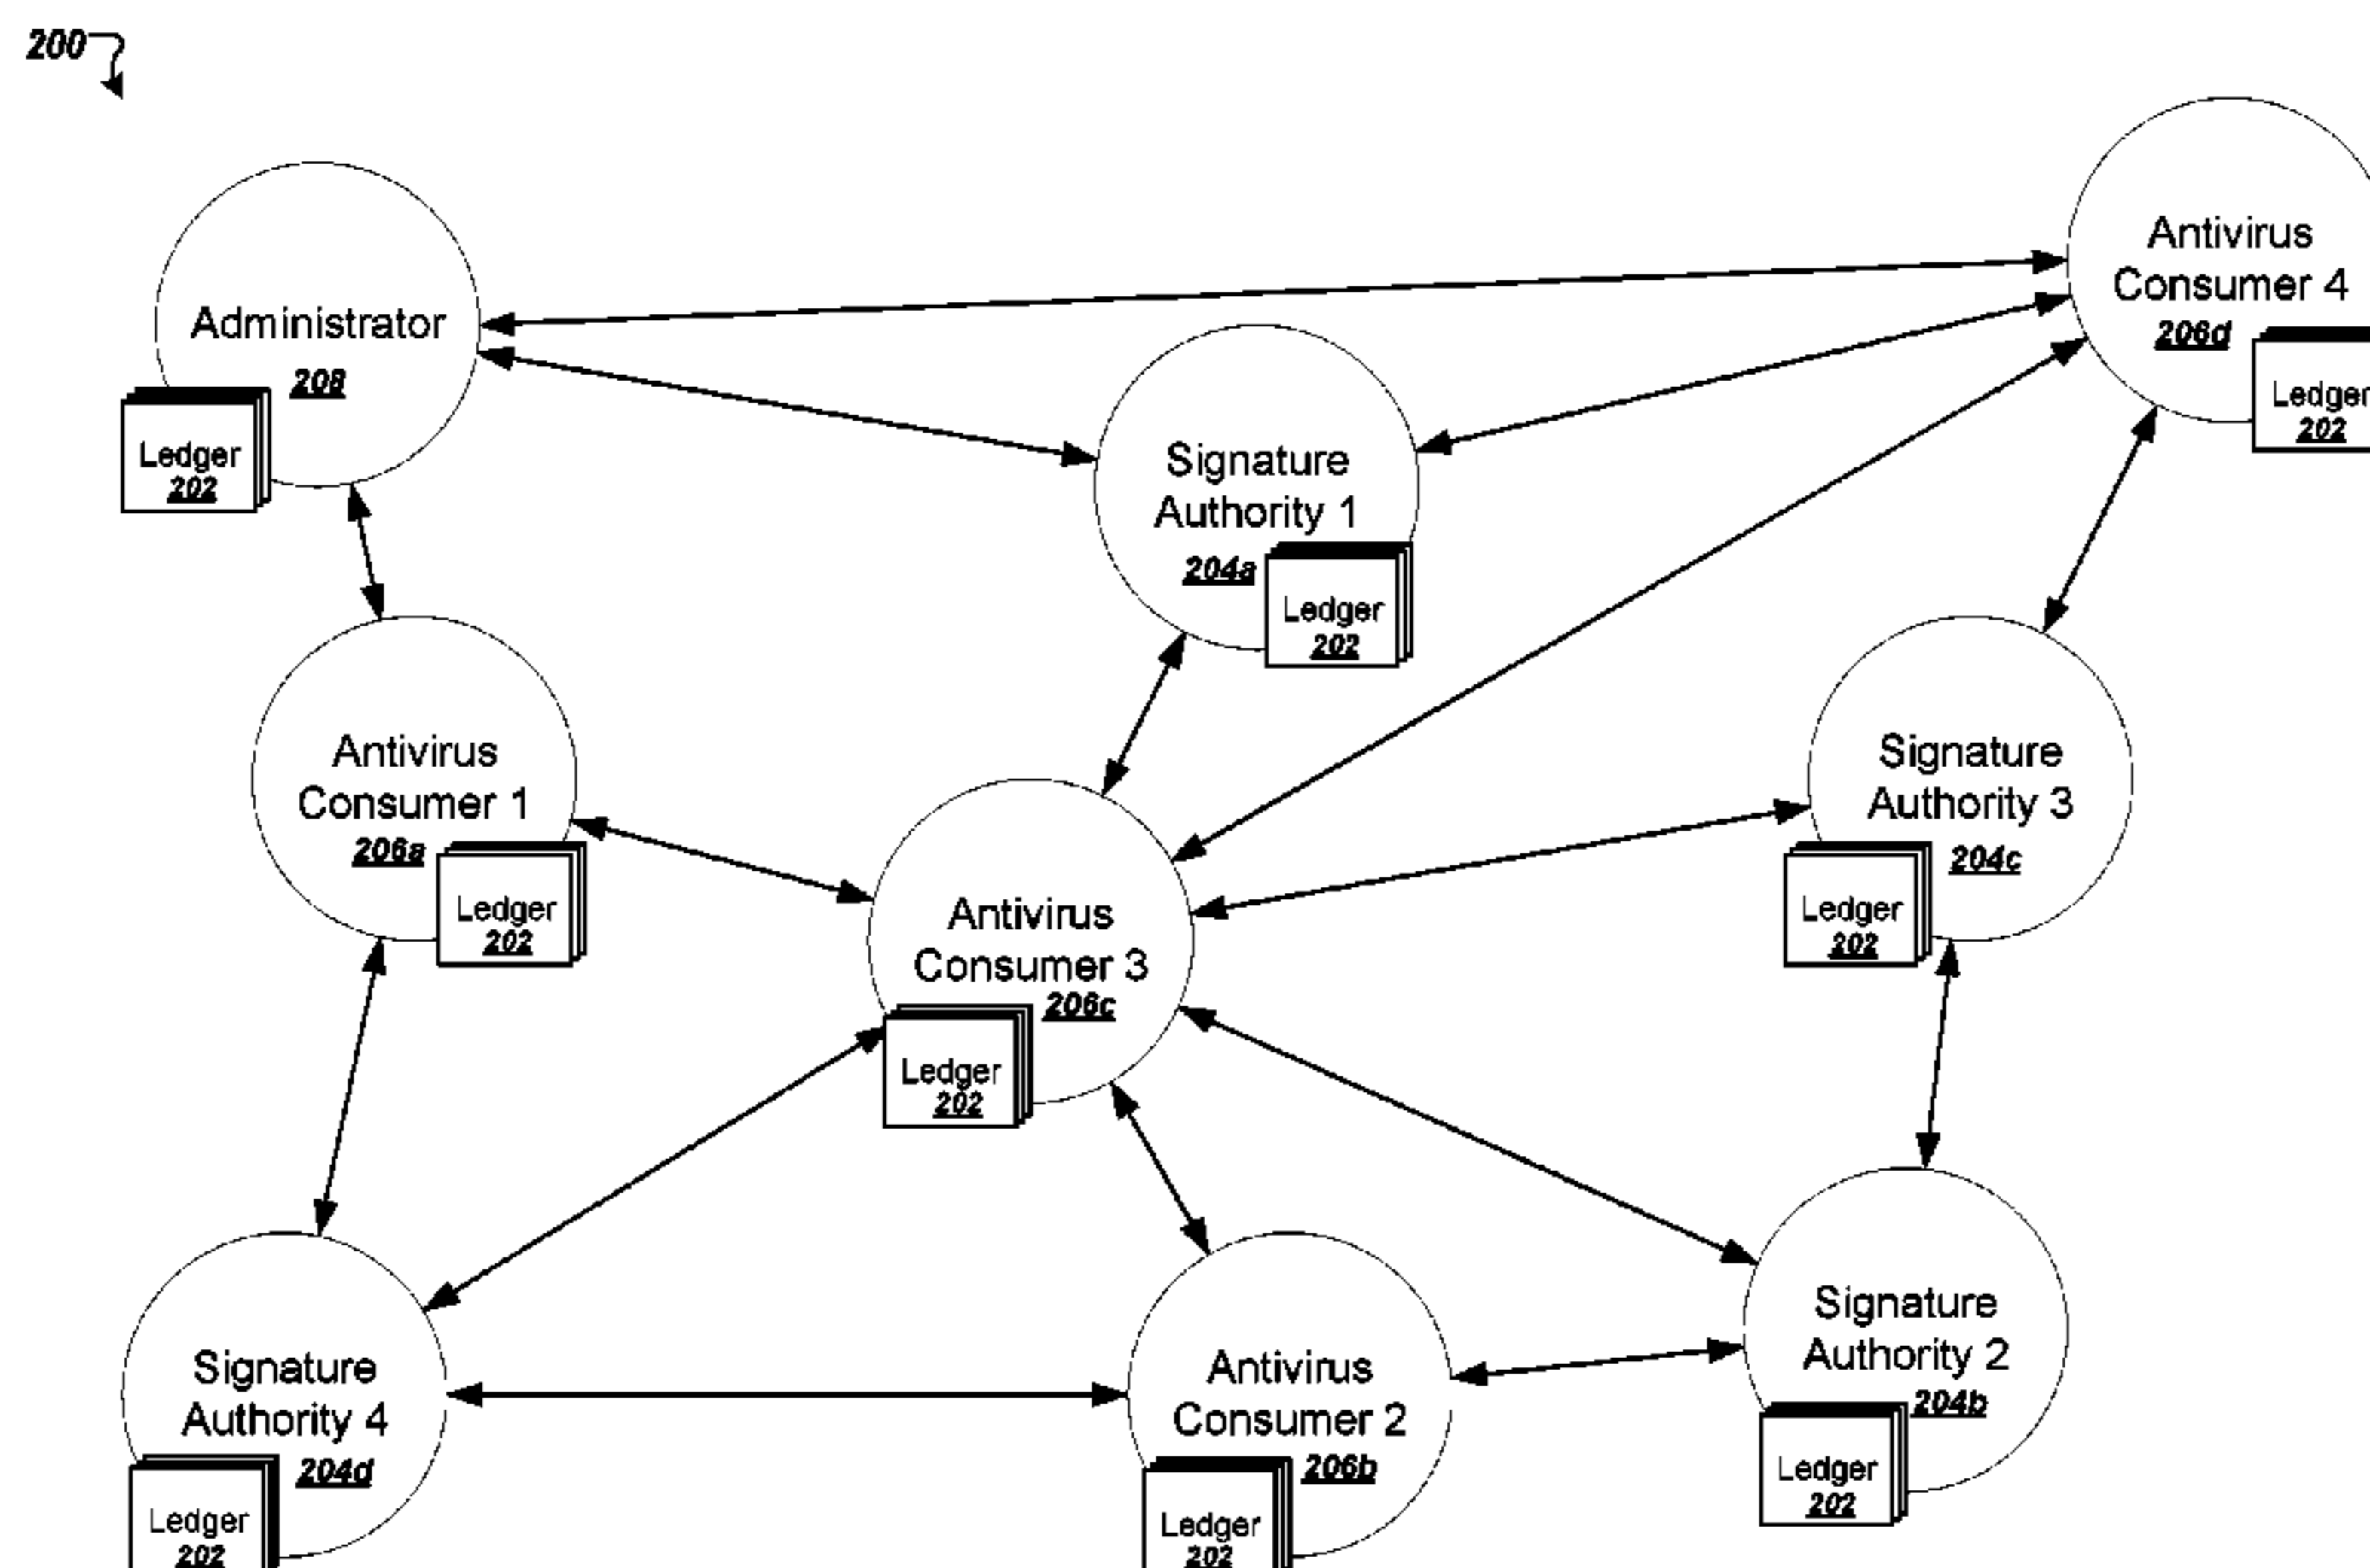 200
Administrator
208
Ledger
202
Antivirus
Consumer 4
206d
Ledger
202
Signature
Authority 1
204a
Ledger
202
Antivirus
Consumer 1
206a
Ledger
202
Signature
Authority 3
204c
Ledger
202
Antivirus
Consumer 3
206c
Ledger
202
Signature
Authority 2
204b
Ledger
202
Signature
Authority 4
204d
Ledger
202
Antivirus
Consumer 2
206b
Ledger
202